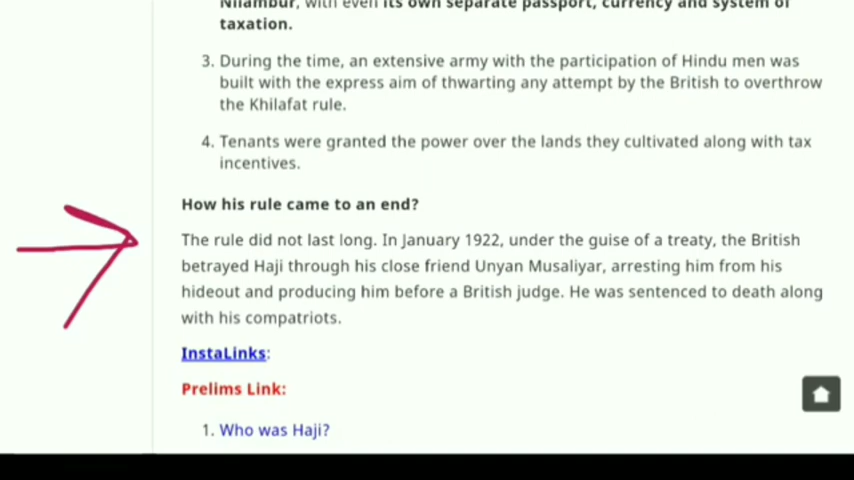 Nilambur, with even its own separate passport, currency and system of
taxation.
3. During the time, an extensive army with the participation of Hindu men was
built with the express aim of thwarting any attempt by the British to overthrow
the Khilafat rule.
4. Tenants were granted the power over the lands they cultivated along with tax
incentives.
How his rule came to an end?
The rule did not last long. In January 1922, under the guise of a treaty, the British
betrayed Haji through his close friend Unyan Musaliyar, arresting him from his
hideout and producing him before a British judge. He was sentenced to death along
with his compatriots.
InstaLinks:
Prelims Link:
1. Who was Haji?